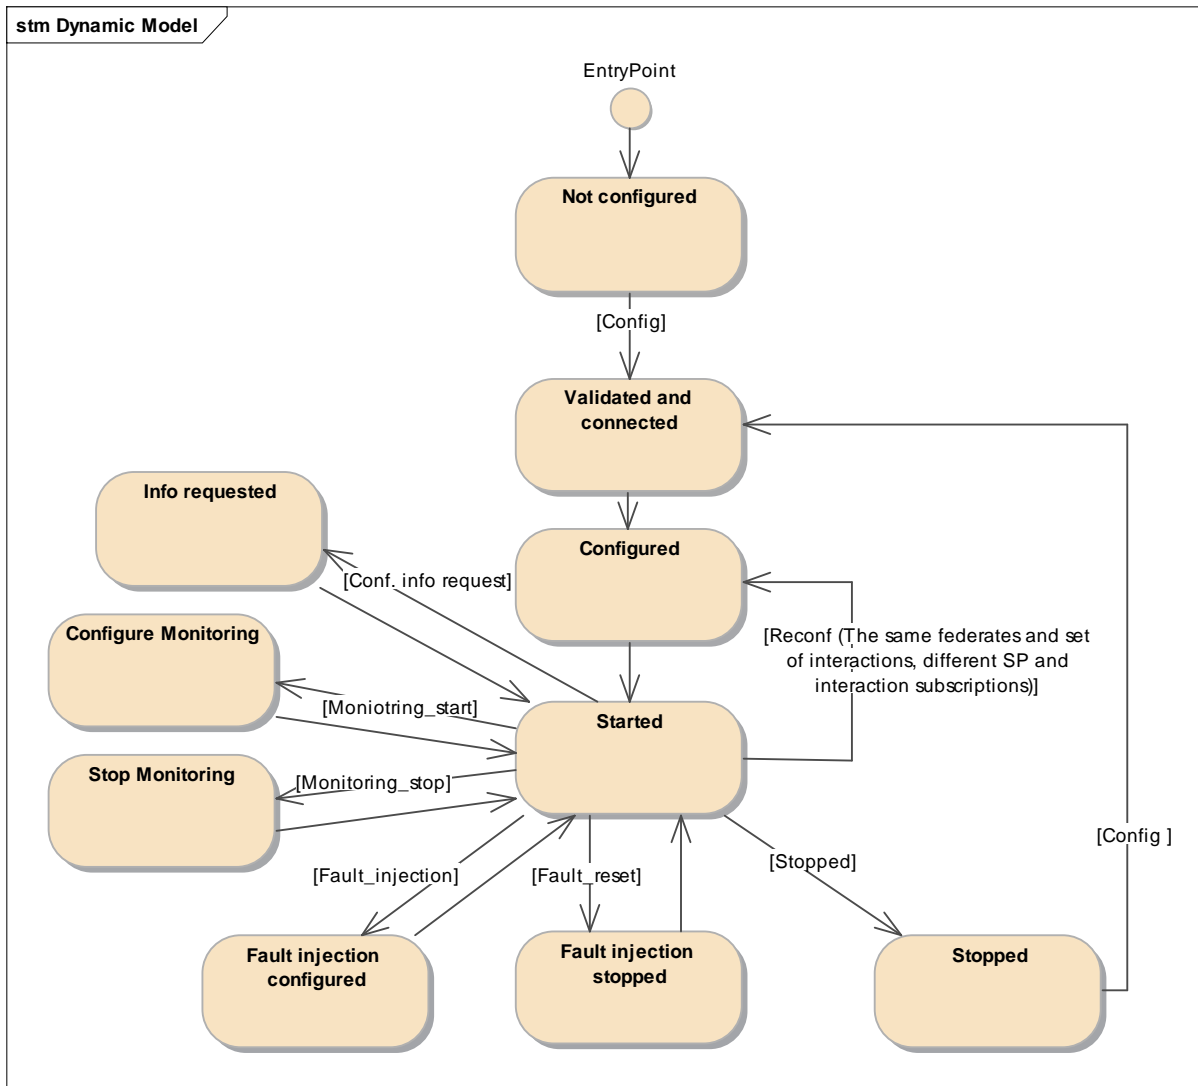 stm Dynamic Model
EntryPoint
Not configured
[Config]
Validated and
connected
Info requested
Configured
[Conf. info request]
Configure Monitoring
[Reconf (The same federates and set
of interactions, different SP and
interaction subscriptions)]
[Moniotring_start]
Started
Stop Monitoring
[Monitoring_stop]
[Config ]
[Fault_injection]
[Fault_reset]
[Stopped]
Fault injection
configured
Fault injection
stopped
Stopped